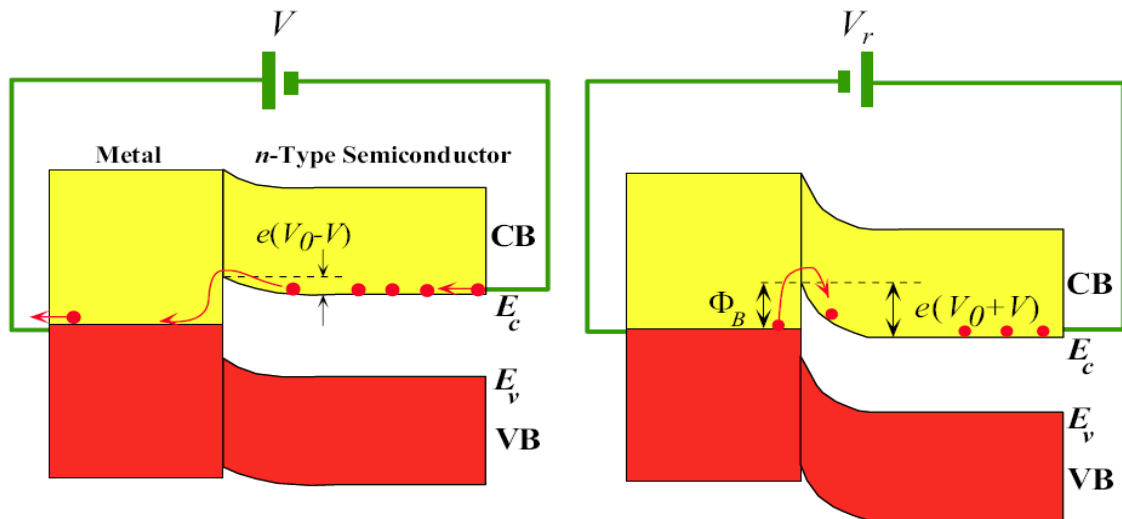 V
Metal
n-Type Semiconductor
e(V0-V)
CB
Ec
Ev
VB
Vr
ΦB
e(V0+V)
CB
Ec
Ev
VB